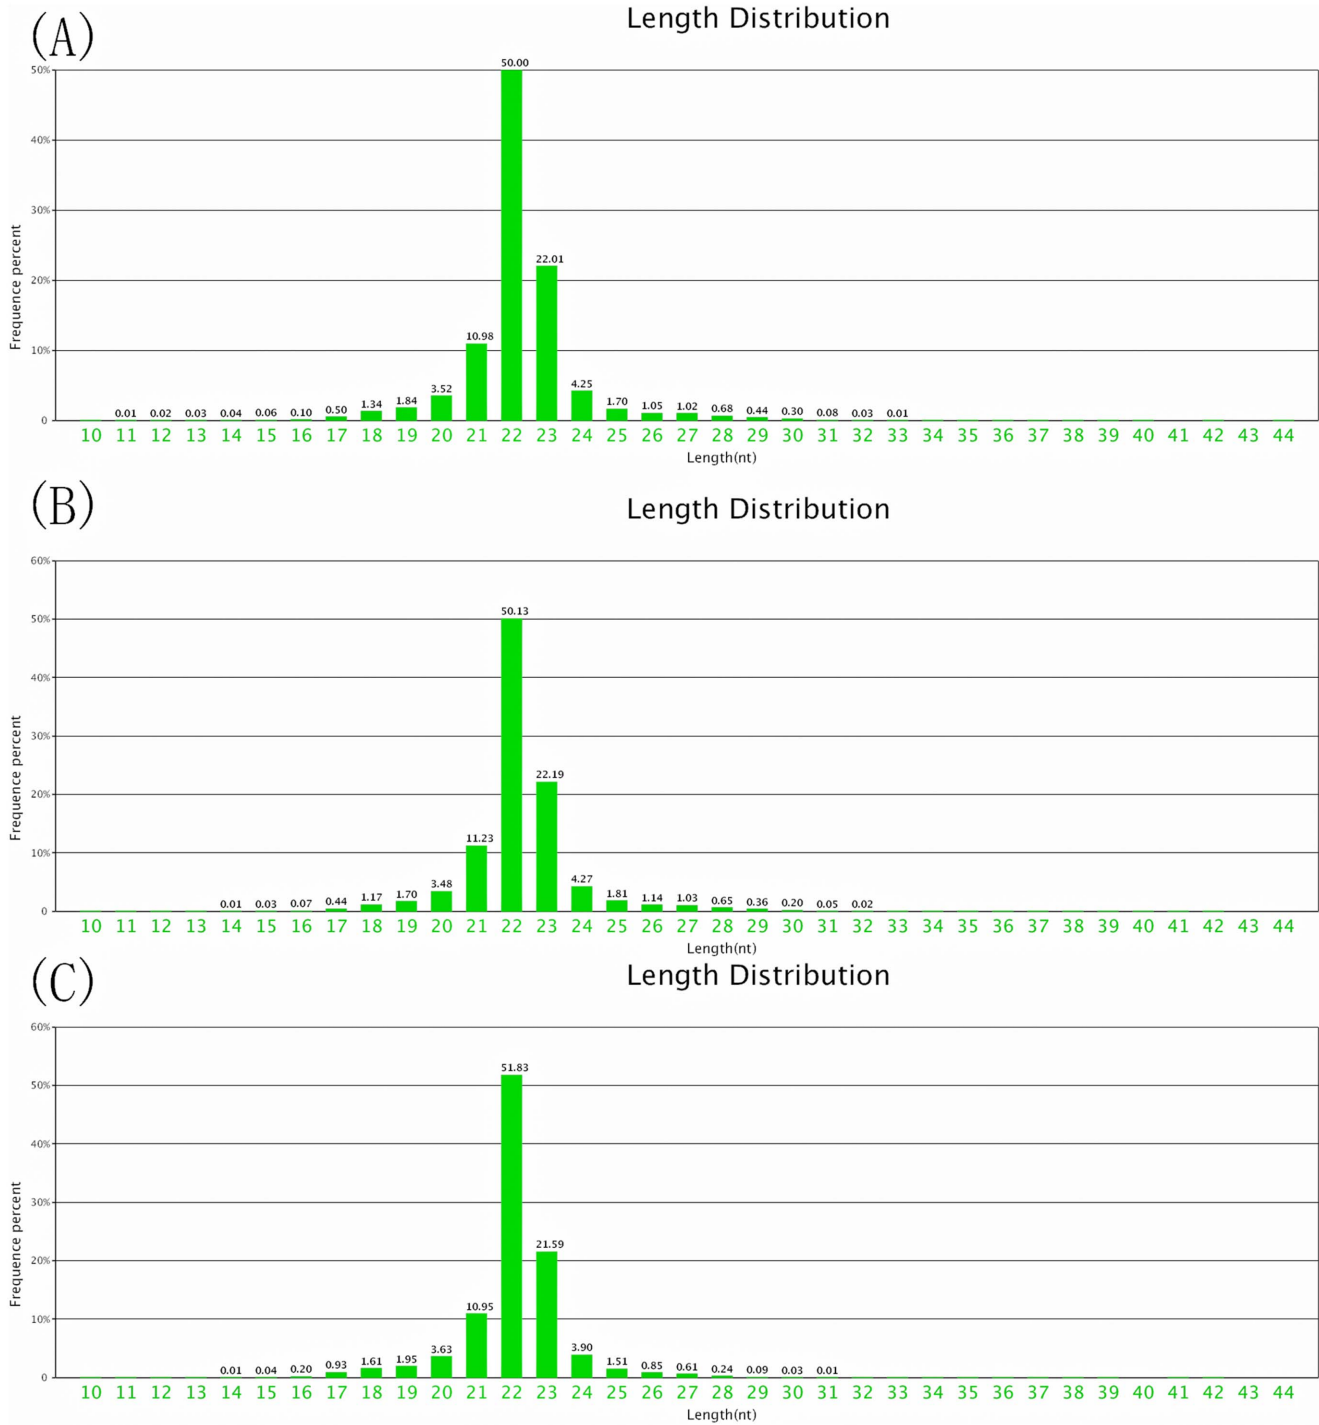 (A)
Length Distribution
50%
40%
30%
20%
10%
0
Frequence percent
0.01 0.02 0.03 0.04 0.06 0.10 0.50 1.34 1.84 3.52 10.98 50.00 22.01 4.25 1.70 1.05 1.02 0.68 0.44 0.30 0.08 0.03 0.01
10 11 12 13 14 15 16 17 18 19 20 21 22 23 24 25 26 27 28 29 30 31 32 33 34 35 36 37 38 39 40 41 42 43 44
Length(nt)
(B)
Length Distribution
60%
50%
40%
30%
20%
10%
0
Frequence percent
0.01 0.03 0.07 0.44 1.17 1.70 3.48 11.23 50.13 22.19 4.27 1.81 1.14 1.03 0.65 0.36 0.20 0.05 0.02
10 11 12 13 14 15 16 17 18 19 20 21 22 23 24 25 26 27 28 29 30 31 32 33 34 35 36 37 38 39 40 41 42 43 44
Length(nt)
(C)
Length Distribution
60%
50%
40%
30%
20%
10%
0
Frequence percent
0.01 0.04 0.20 0.93 1.61 1.95 3.63 10.95 51.83 21.59 3.90 1.51 0.85 0.61 0.24 0.09 0.03 0.01
10 11 12 13 14 15 16 17 18 19 20 21 22 23 24 25 26 27 28 29 30 31 32 33 34 35 36 37 38 39 40 41 42 43 44
Length(nt)